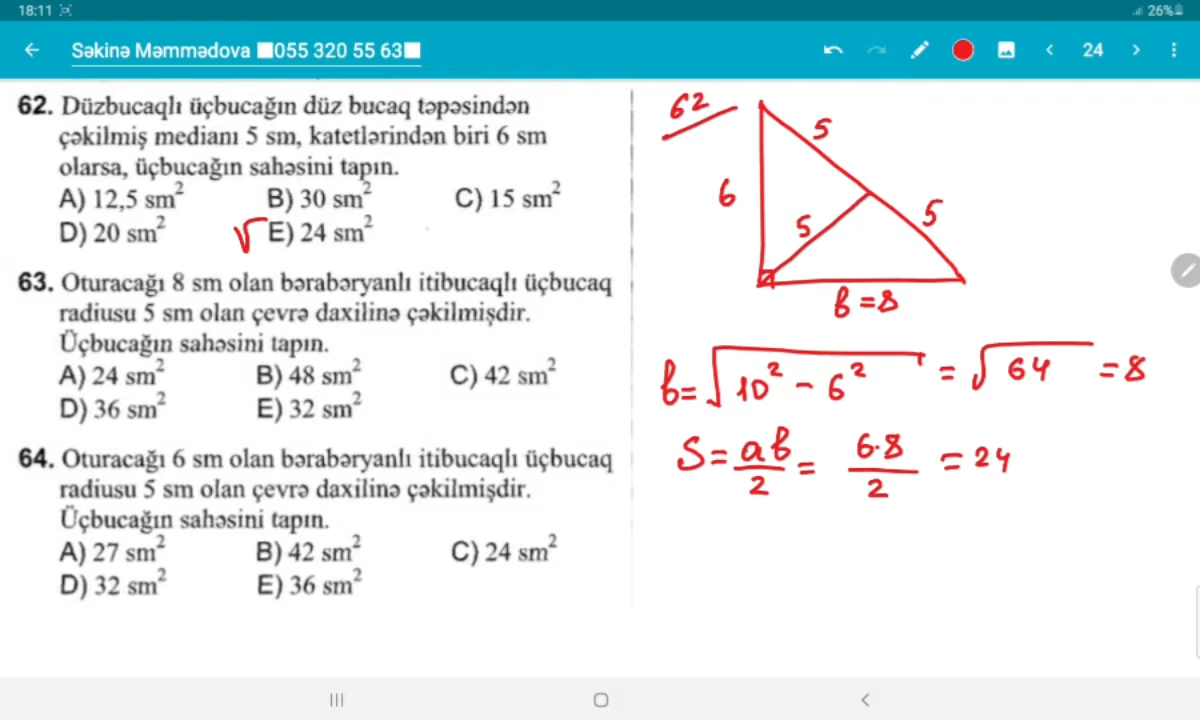 18:11 26%
Səkinə Məmmədova ■055 320 55 63■ 24
62. Düzbucaqlı üçbucağın düz bucaq təpəsindən
çəkilmiş medianı 5 sm, katetlərindən biri 6 sm
olarsa, üçbucağın sahəsini tapın.
A) 12,5 sm² B) 30 sm² C) 15 sm²
D) 20 sm² √ E) 24 sm²
63. Oturacağı 8 sm olan bərabəryanlı itibucaqlı üçbucaq
radiusu 5 sm olan çevrə daxilinə çəkilmişdir.
Üçbucağın sahəsini tapın.
A) 24 sm² B) 48 sm² C) 42 sm²
D) 36 sm² E) 32 sm²
64. Oturacağı 6 sm olan bərabəryanlı itibucaqlı üçbucaq
radiusu 5 sm olan çevrə daxilinə çəkilmişdir.
Üçbucağın sahəsini tapın.
A) 27 sm² B) 42 sm² C) 24 sm²
D) 32 sm² E) 36 sm²
62
5
6
5
5
b=8
b=√10²-6² = √64 = 8
S = ab/2 = 6·8/2 = 24